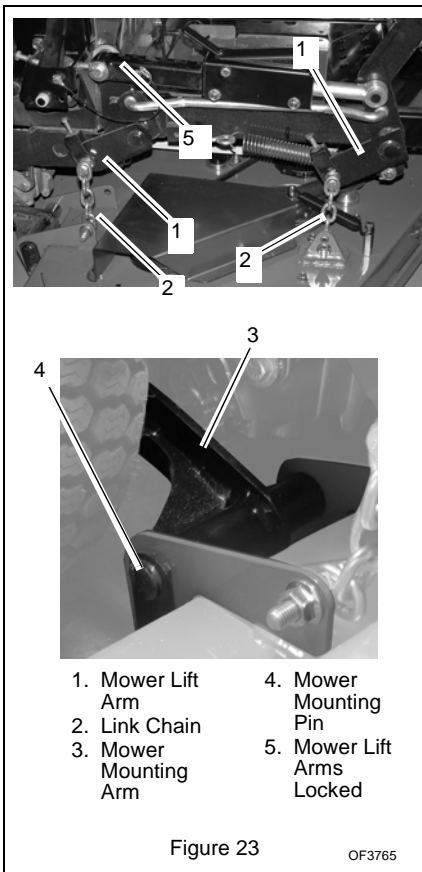 1
5
1
2
2
3
4
1. Mower Lift
Arm
2. Link Chain
3. Mower
Mounting
Arm
4. Mower
Mounting
Pin
5. Mower Lift
Arms
Locked
Figure 23
OF3765